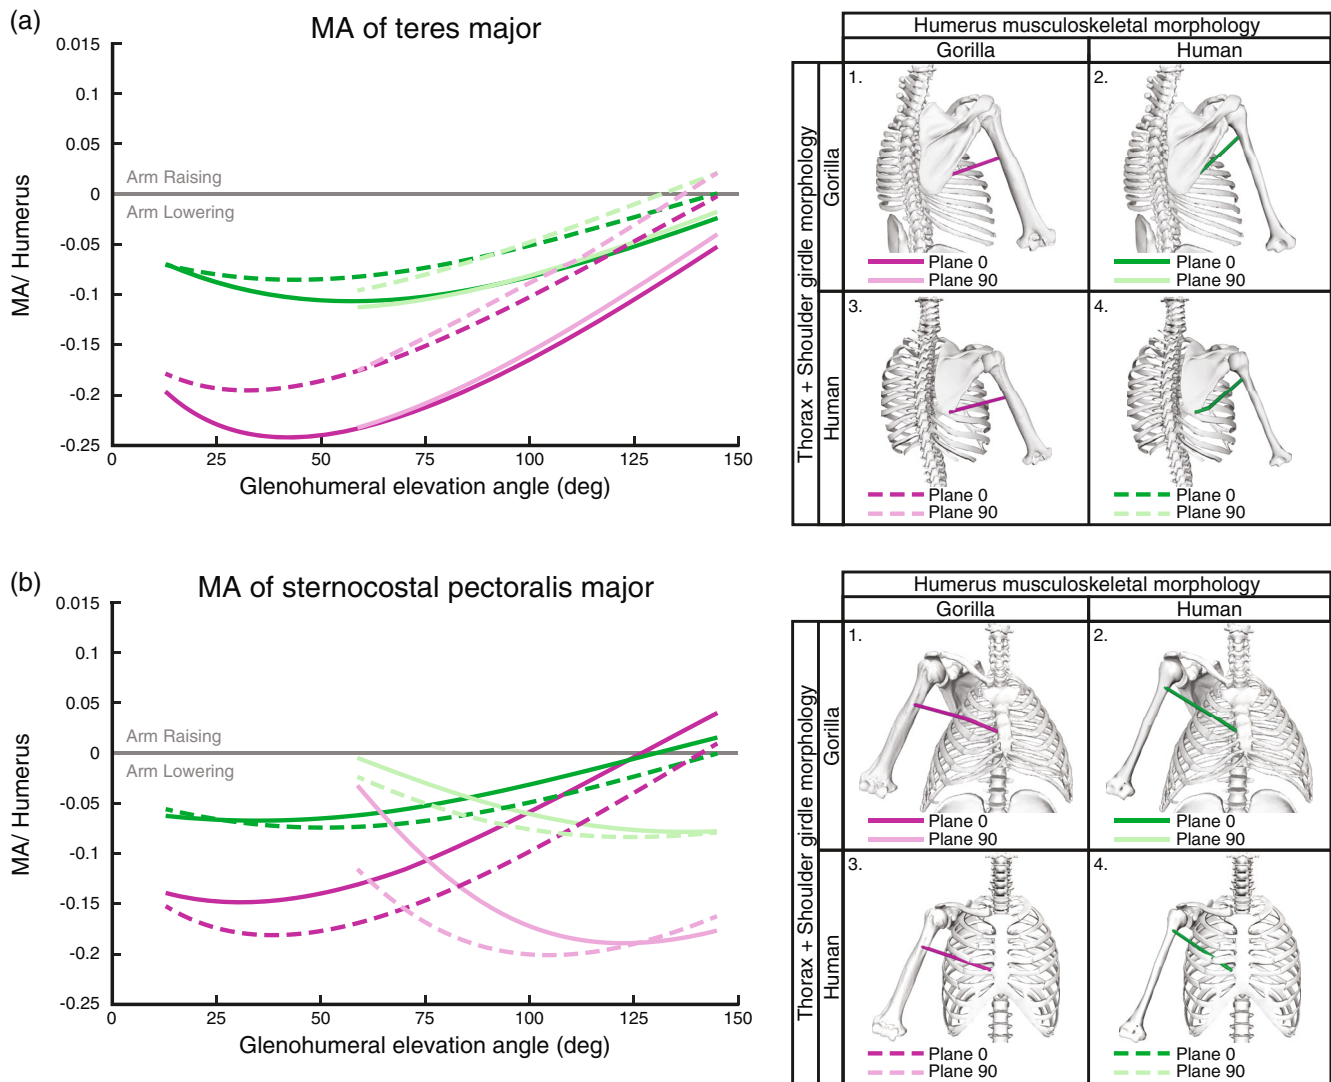 (a)
MA of teres major
0.015
0.1
0.05
0
-0.05
-0.1
-0.15
-0.2
-0.25
Arm Raising
Arm Lowering
MA/ Humerus
0 25 50 75 100 125 150
Glenohumeral elevation angle (deg)
Humerus musculoskeletal morphology
Gorilla Human
Thorax + Shoulder girdle morphology
Gorilla
Human
1. 2.
Plane 0 Plane 0
Plane 90 Plane 90
3. 4.
Plane 0 Plane 0
Plane 90 Plane 90
(b)
MA of sternocostal pectoralis major
0.015
0.1
0.05
0
-0.05
-0.1
-0.15
-0.2
-0.25
Arm Raising
Arm Lowering
MA/ Humerus
0 25 50 75 100 125 150
Glenohumeral elevation angle (deg)
Humerus musculoskeletal morphology
Gorilla Human
Thorax + Shoulder girdle morphology
Gorilla
Human
1. 2.
Plane 0 Plane 0
Plane 90 Plane 90
3. 4.
Plane 0 Plane 0
Plane 90 Plane 90